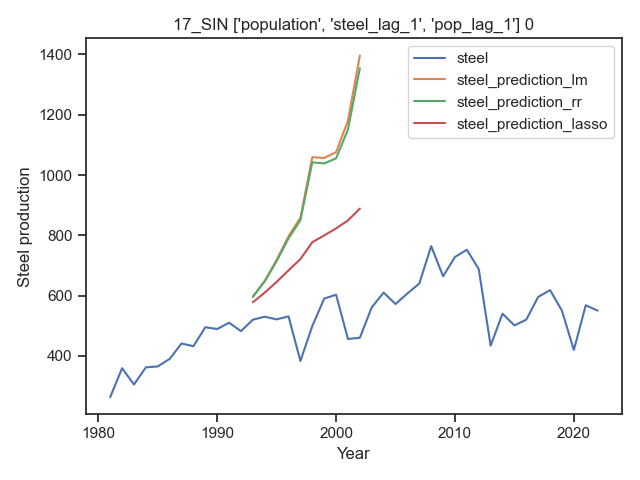 17_SIN ['population', 'steel_lag_1', 'pop_lag_1'] 0
steel
steel_prediction_lm
steel_prediction_rr
steel_prediction_lasso
Steel production
1400
1200
1000
800
600
400
1980
1990
2000
2010
2020
Year